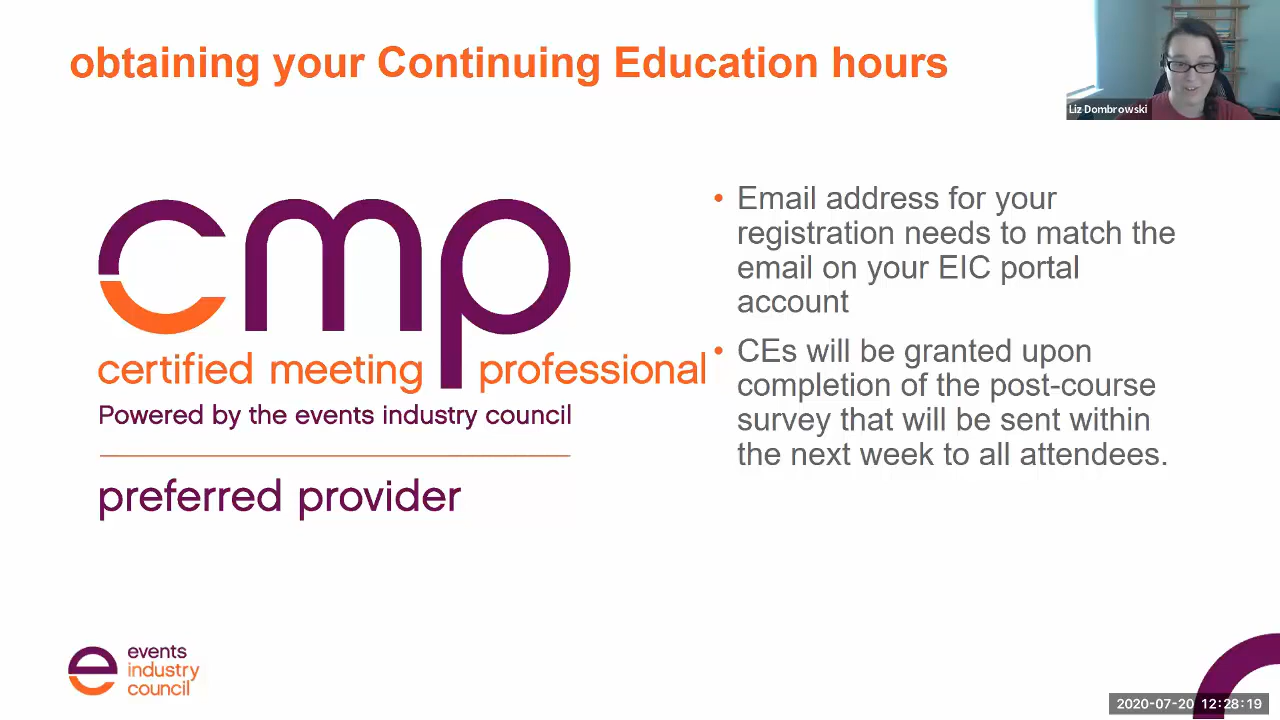 obtaining your Continuing Education hours
Liz Dombrowski
cmp
certified meeting professional
Powered by the events industry council
preferred provider
• Email address for your
registration needs to match the
email on your EIC portal
account
• CEs will be granted upon
completion of the post-course
survey that will be sent within
the next week to all attendees.
e
events
industry
council
2020-07-20 12:28:19